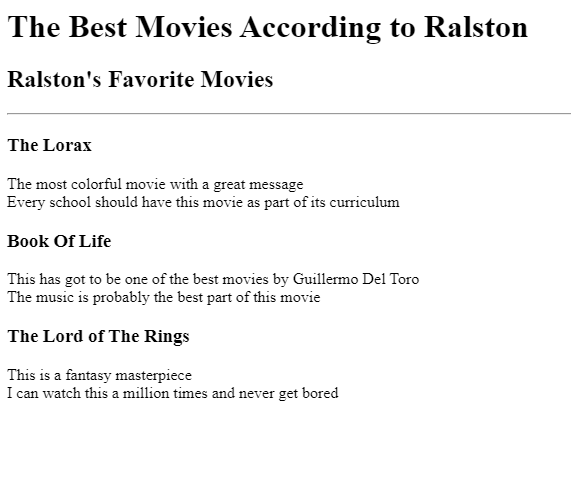 The Best Movies According to Ralston
Ralston's Favorite Movies
The Lorax
The most colorful movie with a great message
Every school should have this movie as part of its curriculum
Book Of Life
This has got to be one of the best movies by Guillermo Del Toro
The music is probably the best part of this movie
The Lord of The Rings
This is a fantasy masterpiece
I can watch this a million times and never get bored